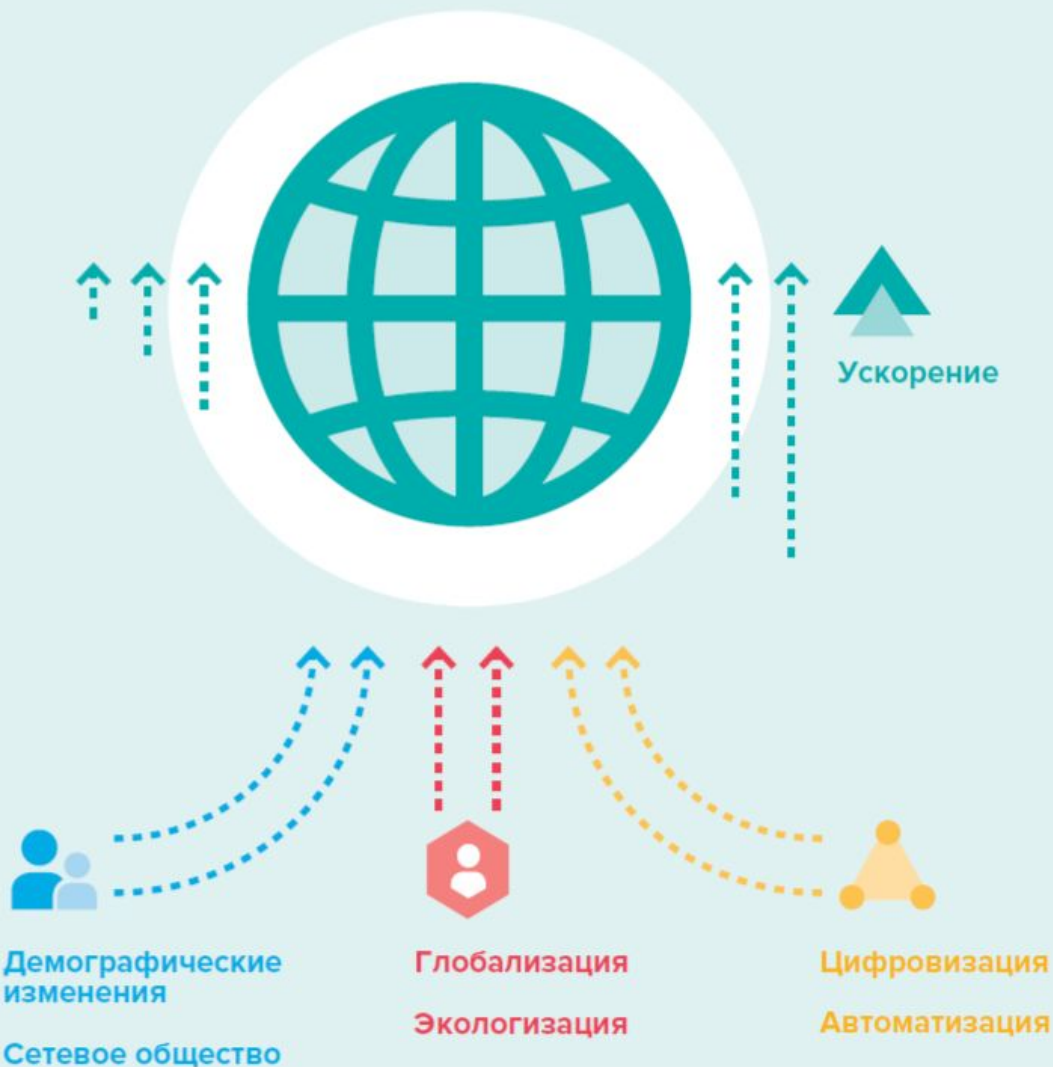 Ускорение
Демографические
изменения
Сетевое общество
Глобализация
Экологизация
Цифровизация
Автоматизация